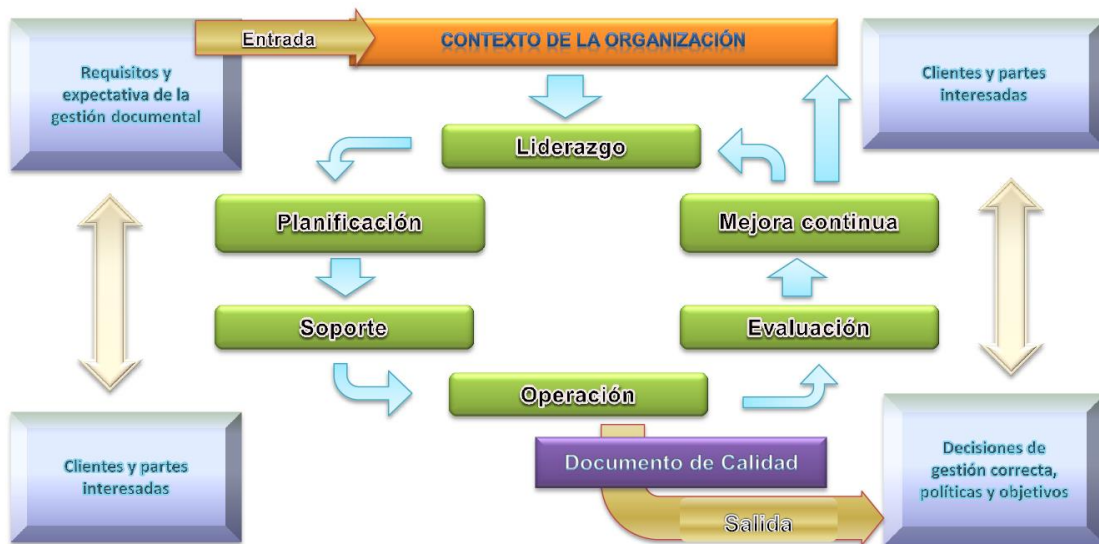 Requisitos y
expectativa de la
gestión documental
Entrada
CONTEXTO DE LA ORGANIZACIÓN
Clientes y partes
interesadas
Liderazgo
Planificación
Mejora continua
Soporte
Evaluación
Operación
Clientes y partes
interesadas
Documento de Calidad
Salida
Decisiones de
gestión correcta,
políticas y objetivos